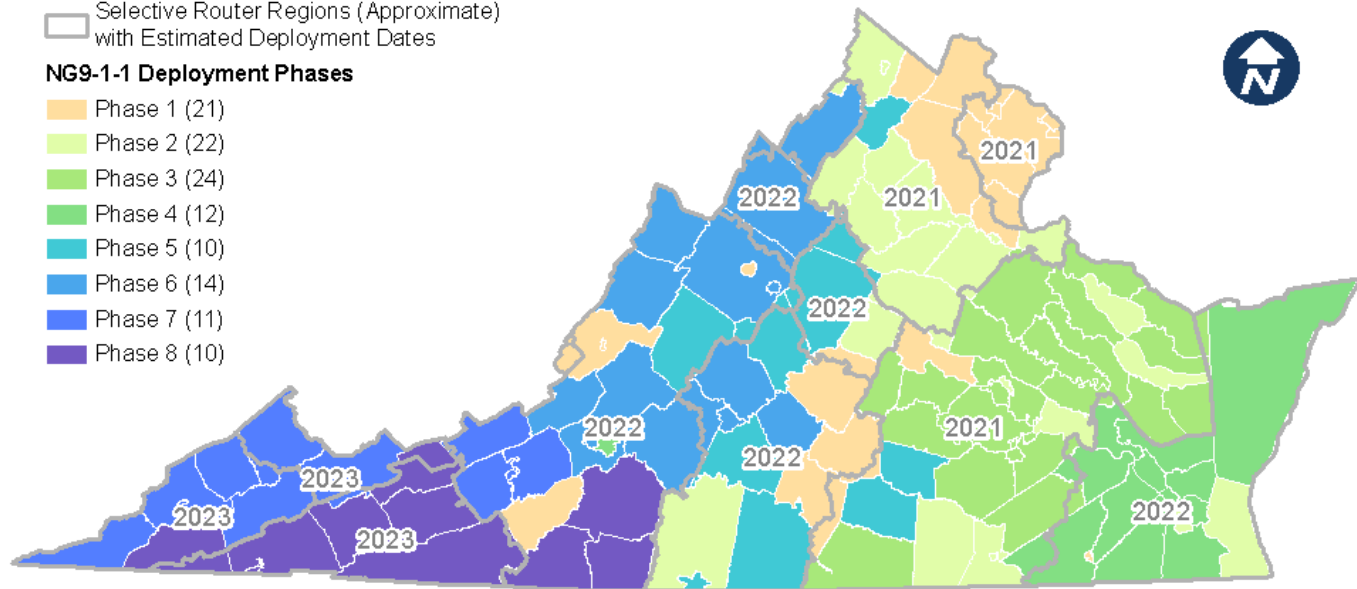 Selective Router Regions (Approximate)
with Estimated Deployment Dates
NG9-1-1 Deployment Phases
Phase 1 (21)
Phase 2 (22)
Phase 3 (24)
Phase 4 (12)
Phase 5 (10)
Phase 6 (14)
Phase 7 (11)
Phase 8 (10)
N
2021
2022
2021
2022
2022
2021
2022
2023
2022
2023
2023